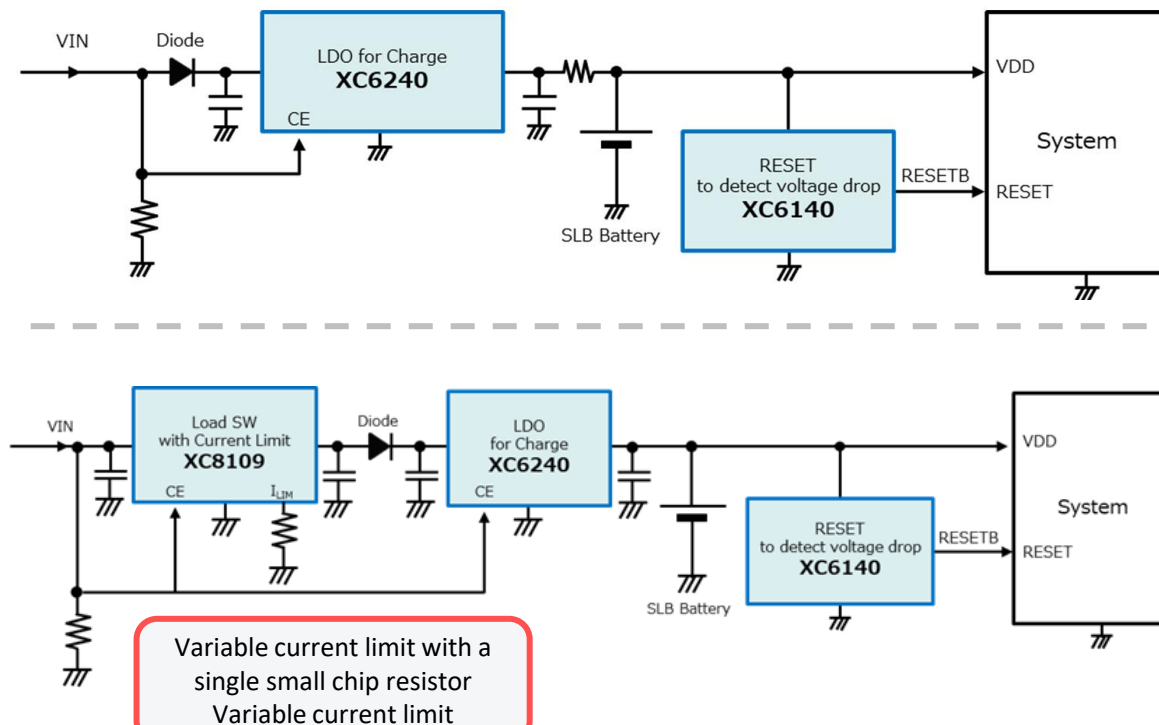 VIN
Diode
LDO for Charge
XC6240
CE
VDD
System
RESET
to detect voltage drop
XC6140
RESETB
RESET
SLB Battery
VIN
Load SW
with Current Limit
XC8109
CE
ILIM
Diode
LDO
for Charge
XC6240
CE
VDD
System
RESET
to detect voltage drop
XC6140
RESETB
RESET
SLB Battery
Variable current limit with a
single small chip resistor
Variable current limit